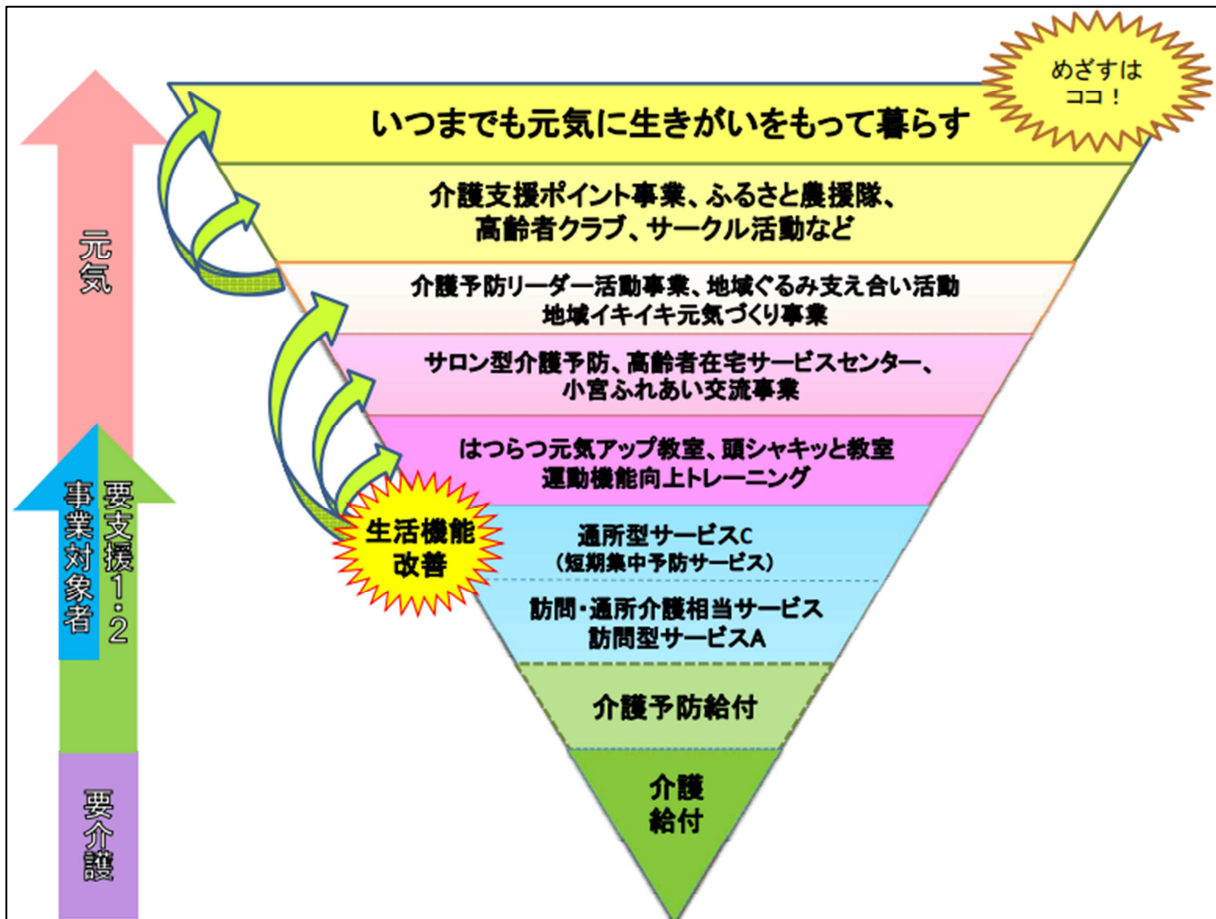 めざすは
ココ！
いつまでも元気に生きがいをもって暮らす
介護支援ポイント事業、ふるさと農援隊、
高齢者クラブ、サークル活動など
介護予防リーダー活動事業、地域ぐるみ支え合い活動
地域イキイキ元気づくり事業
サロン型介護予防、高齢者在宅サービスセンター、
小宮ふれあい交流事業
はつらつ元気アップ教室、頭シャキッと教室
運動機能向上トレーニング
生活機能
改善
通所型サービスC
（短期集中予防サービス）
訪問・通所介護相当サービス
訪問型サービスA
介護予防給付
介護
給付
元気
要支援1・2
事業対象者
要介護